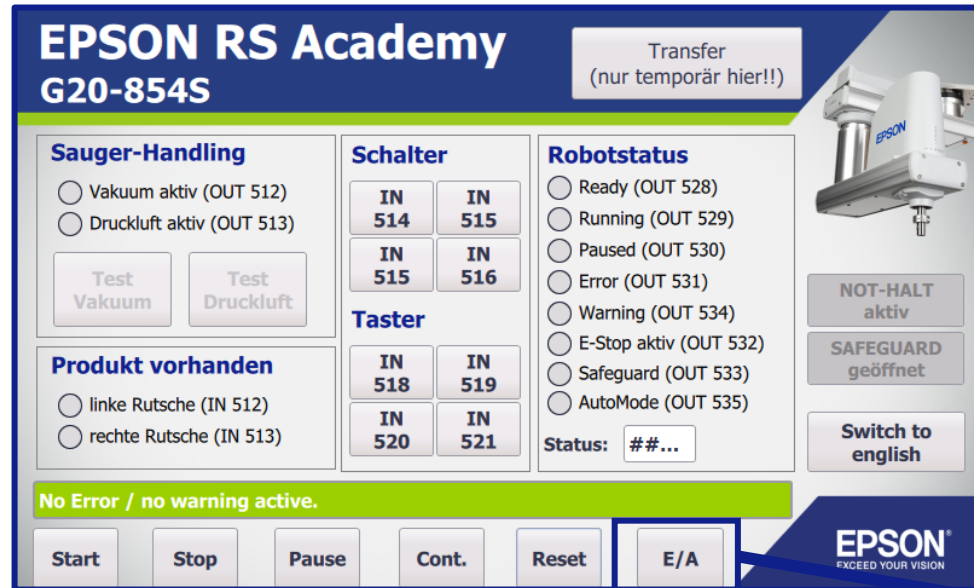 EPSON RS Academy
G20-854S
Transfer
(nur temporär hier!!)
EPSON
Sauger-Handling
Vakuum aktiv (OUT 512)
Druckluft aktiv (OUT 513)
Test
Vakuum
Test
Druckluft
Produkt vorhanden
linke Rutsche (IN 512)
rechte Rutsche (IN 513)
Schalter
IN
514
IN
515
IN
515
IN
516
Taster
IN
518
IN
519
IN
520
IN
521
Robotstatus
Ready (OUT 528)
Running (OUT 529)
Paused (OUT 530)
Error (OUT 531)
Warning (OUT 534)
E-Stop aktiv (OUT 532)
Safeguard (OUT 533)
AutoMode (OUT 535)
Status: ##...
NOT-HALT
aktiv
SAFEGUARD
geöffnet
Switch to
english
No Error / no warning active.
Start
Stop
Pause
Cont.
Reset
E/A
EPSON®
EXCEED YOUR VISION